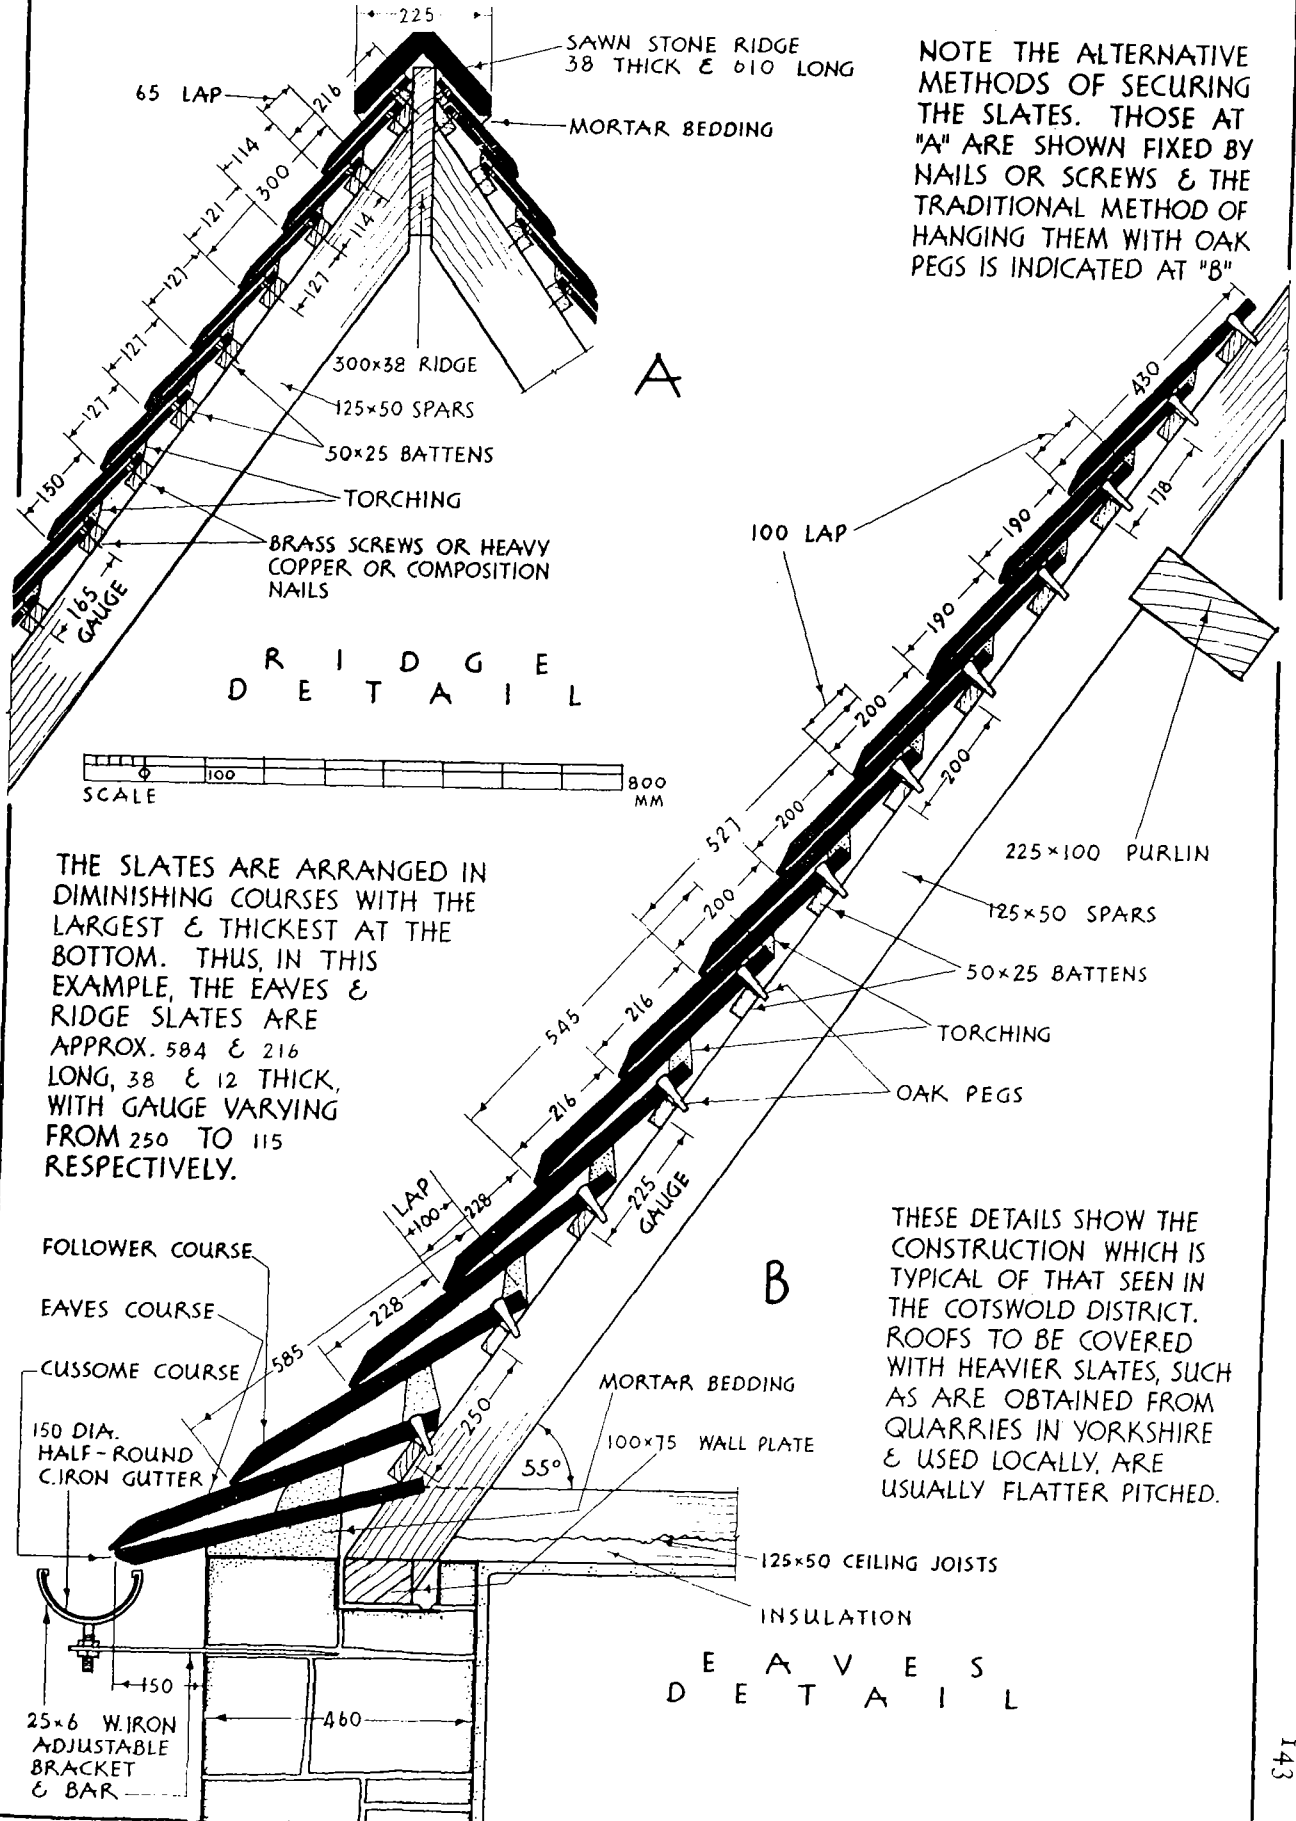 225
SAWN STONE RIDGE
38 THICK & 610 LONG
65 LAP
216
MORTAR BEDDING
114
300
121
114
127
127
127
127
150
300×38 RIDGE
125×50 SPARS
50×25 BATTENS
TORCHING
BRASS SCREWS OR HEAVY
COPPER OR COMPOSITION
NAILS
165
GAUGE
A
RIDGE
DETAIL
0
100
800
MM
SCALE
NOTE THE ALTERNATIVE
METHODS OF SECURING
THE SLATES. THOSE AT
"A" ARE SHOWN FIXED BY
NAILS OR SCREWS & THE
TRADITIONAL METHOD OF
HANGING THEM WITH OAK
PEGS IS INDICATED AT "B"
430
178
100 LAP
190
190
200
200
200
527
200
225×100 PURLIN
125×50 SPARS
50×25 BATTENS
TORCHING
OAK PEGS
216
545
216
225
GAUGE
LAP
100
228
228
585
250
THE SLATES ARE ARRANGED IN
DIMINISHING COURSES WITH THE
LARGEST & THICKEST AT THE
BOTTOM. THUS, IN THIS
EXAMPLE, THE EAVES &
RIDGE SLATES ARE
APPROX. 584 & 216
LONG, 38 & 12 THICK,
WITH GAUGE VARYING
FROM 250 TO 115
RESPECTIVELY.
FOLLOWER COURSE
EAVES COURSE
CUSSOME COURSE
150 DIA.
HALF-ROUND
C.IRON GUTTER
B
MORTAR BEDDING
100×75 WALL PLATE
55°
125×50 CEILING JOISTS
INSULATION
150
460
25×6 W.IRON
ADJUSTABLE
BRACKET
& BAR
EAVES
DETAIL
THESE DETAILS SHOW THE
CONSTRUCTION WHICH IS
TYPICAL OF THAT SEEN IN
THE COTSWOLD DISTRICT.
ROOFS TO BE COVERED
WITH HEAVIER SLATES, SUCH
AS ARE OBTAINED FROM
QUARRIES IN YORKSHIRE
& USED LOCALLY, ARE
USUALLY FLATTER PITCHED.
143